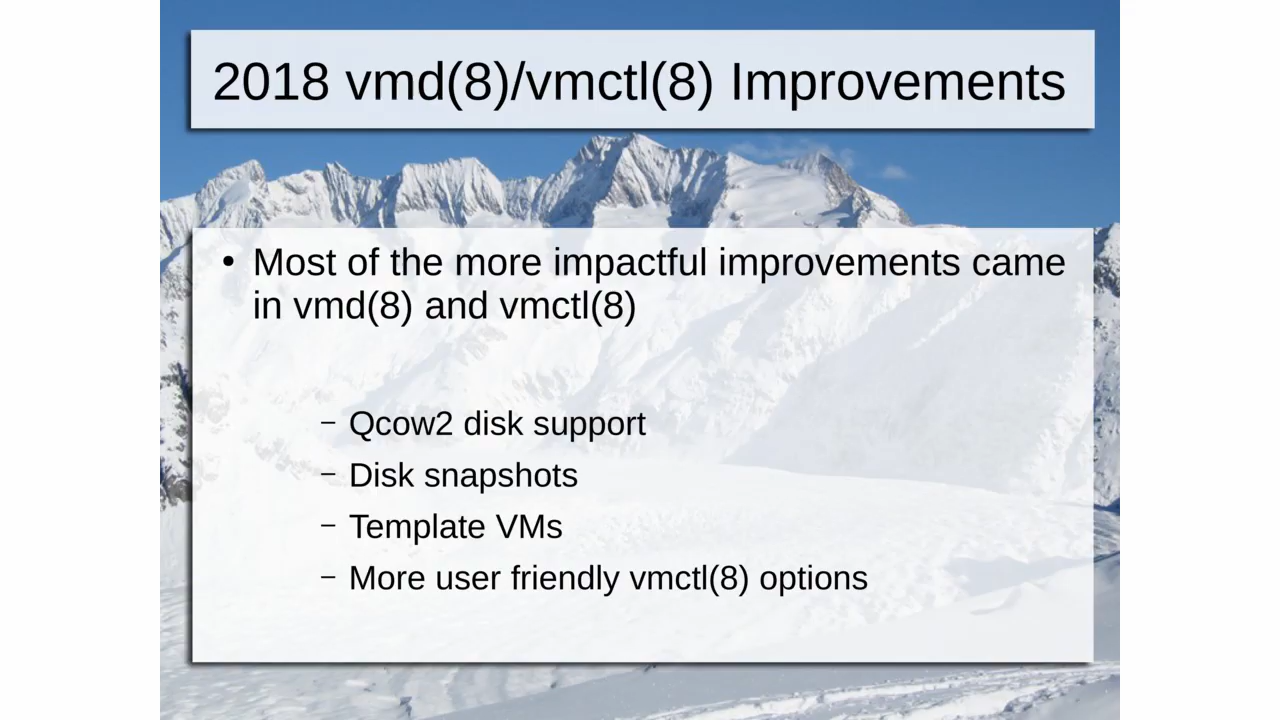 2018 vmd(8)/vmctl(8) Improvements
• Most of the more impactful improvements came
in vmd(8) and vmctl(8)
– Qcow2 disk support
– Disk snapshots
– Template VMs
– More user friendly vmctl(8) options